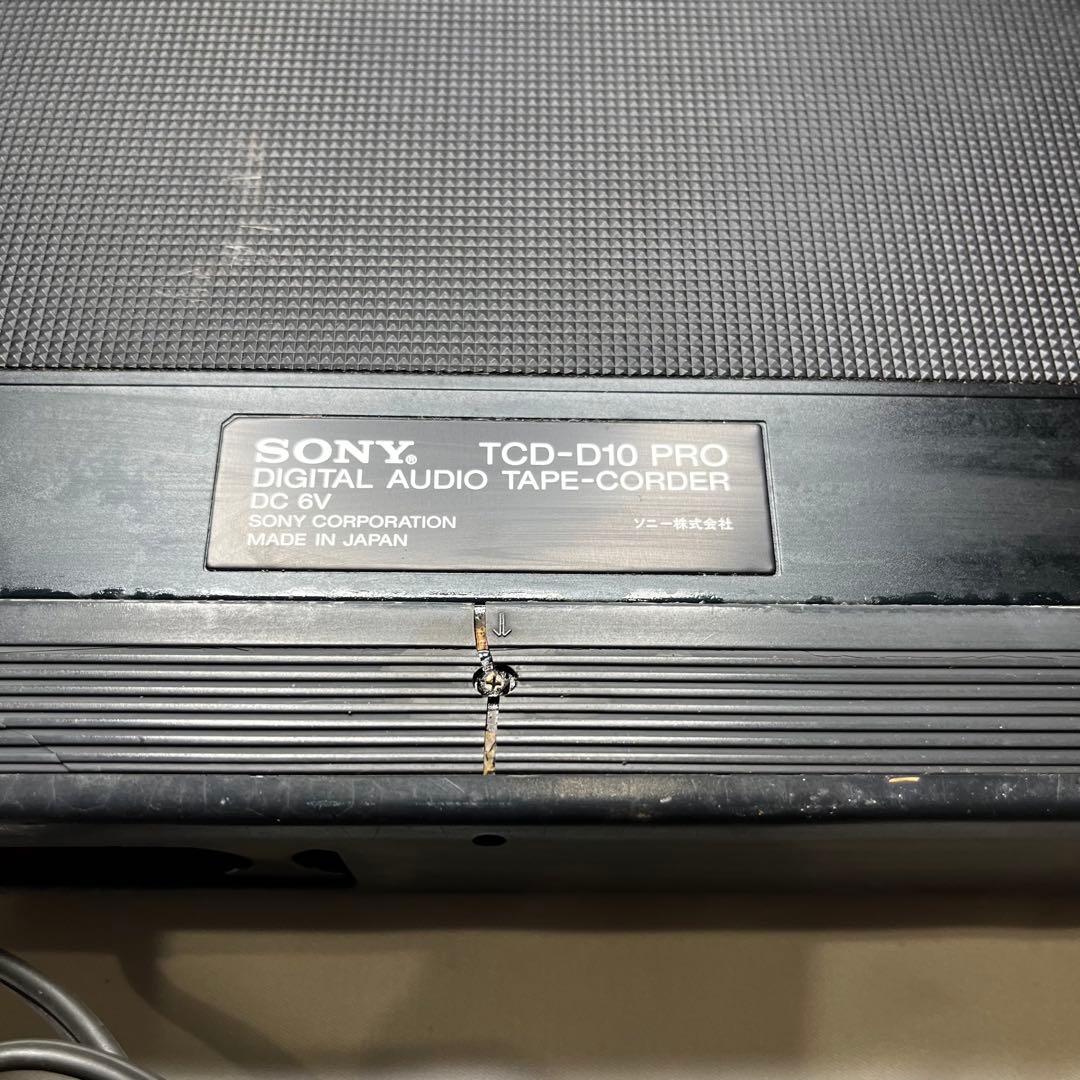 SONY® TCD-D10 PRO
DIGITAL AUDIO TAPE-CORDER
DC 6V
SONY CORPORATION ソニー株式会社
MADE IN JAPAN